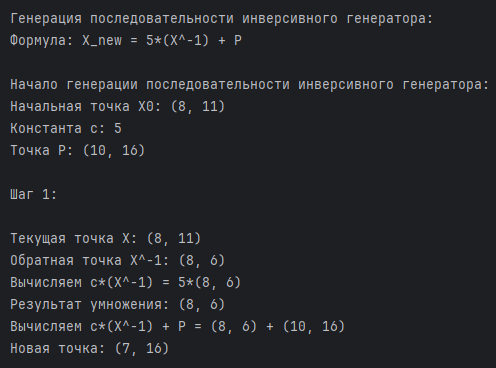 Генерация последовательности инверсивного генератора:
Формула: X_new = 5*(X^-1) + P
Начало генерации последовательности инверсивного генератора:
Начальная точка X0: (8, 11)
Константа c: 5
Точка P: (10, 16)
Шаг 1:
Текущая точка X: (8, 11)
Обратная точка X^-1: (8, 6)
Вычисляем c*(X^-1) = 5*(8, 6)
Результат умножения: (8, 6)
Вычисляем c*(X^-1) + P = (8, 6) + (10, 16)
Новая точка: (7, 16)